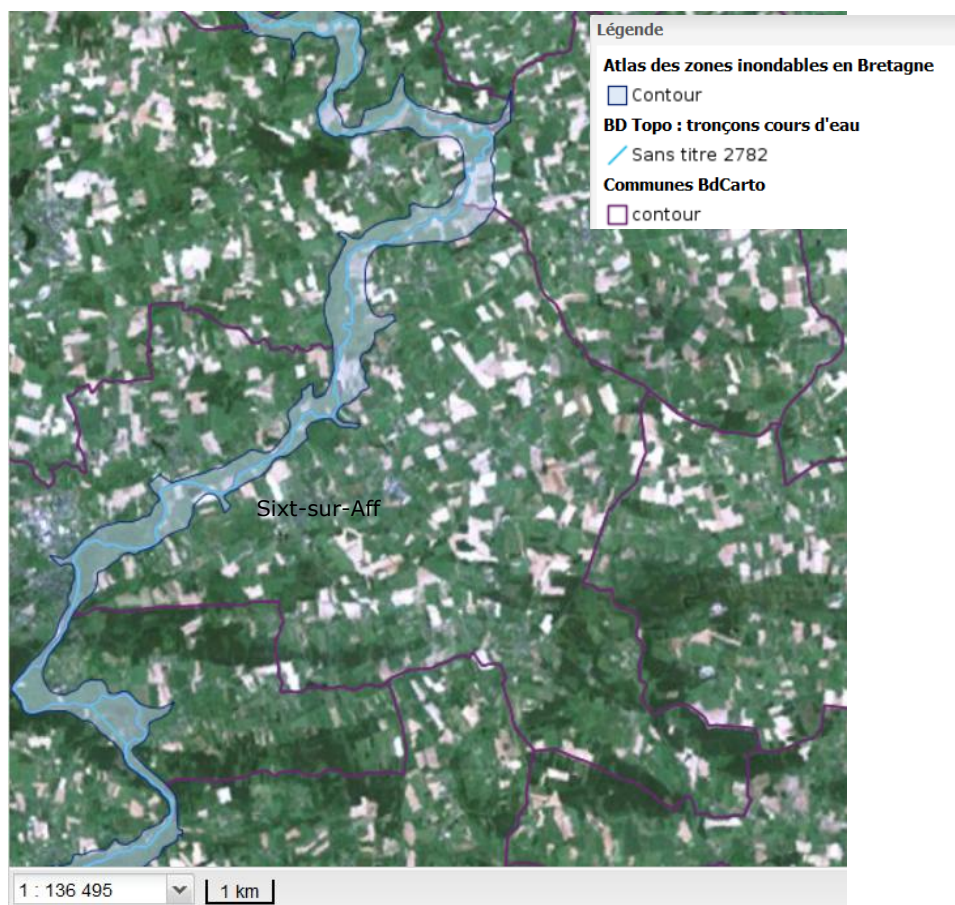 Légende
Atlas des zones inondables en Bretagne
Contour
BD Topo : tronçons cours d'eau
Sans titre 2782
Communes BdCarto
contour
Sixt-sur-Aff
1 : 136 495
1 km